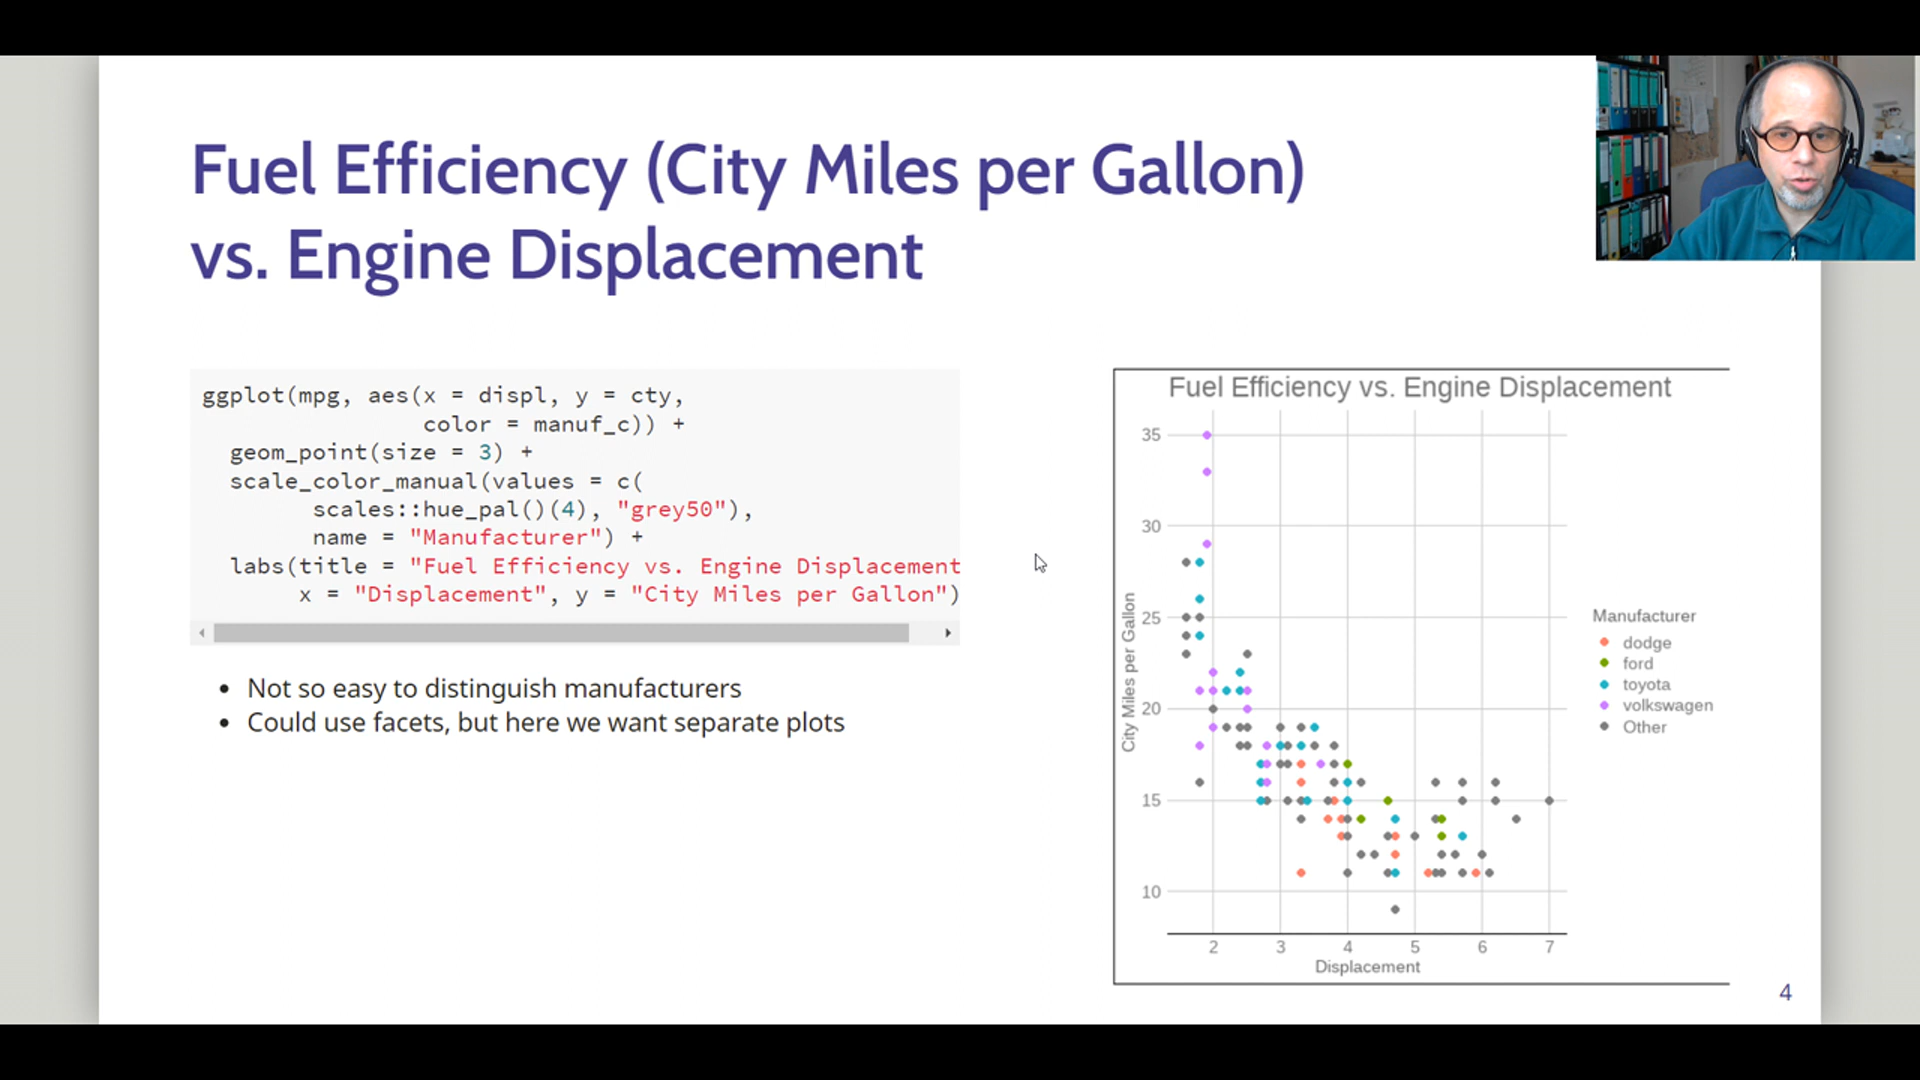 Fuel Efficiency (City Miles per Gallon)
vs. Engine Displacement
ggplot(mpg, aes(x = displ, y = cty,
color = manuf_c)) +
geom_point(size = 3) +
scale_color_manual(values = c(
scales::hue_pal()(4), "grey50"),
name = "Manufacturer") +
labs(title = "Fuel Efficiency vs. Engine Displacement
x = "Displacement", y = "City Miles per Gallon")
• Not so easy to distinguish manufacturers
• Could use facets, but here we want separate plots
Fuel Efficiency vs. Engine Displacement
35
30
25
20
15
10
City Miles per Gallon
2 3 4 5 6 7
Displacement
Manufacturer
dodge
ford
toyota
volkswagen
Other
4